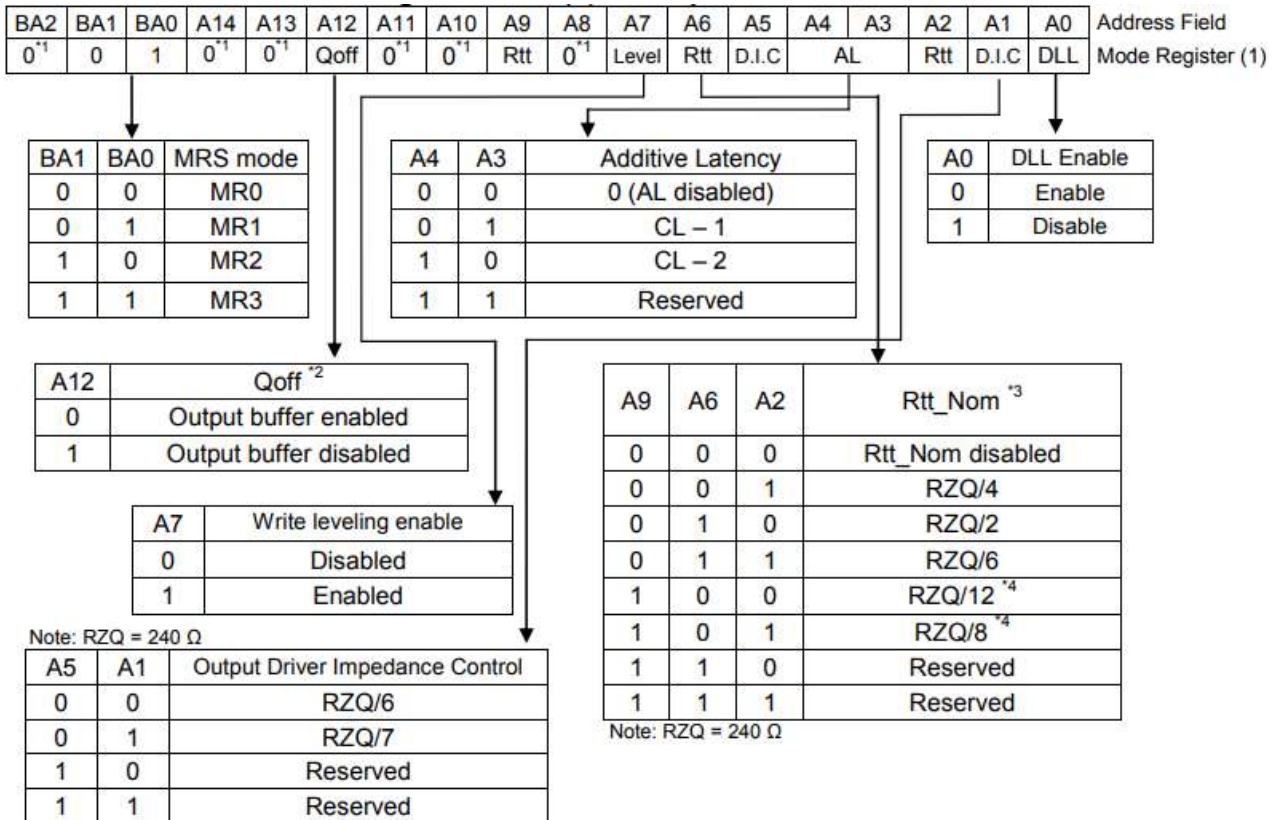 BA2 BA1 BA0 A14 A13 A12 A11 A10 A9 A8 A7 A6 A5 A4 A3 A2 A1 A0 Address Field
0*1 0 1 0*1 0*1 Qoff 0*1 0*1 Rtt 0*1 Level Rtt D.I.C AL Rtt D.I.C DLL Mode Register (1)
BA1 BA0 MRS mode
0 0 MR0
0 1 MR1
1 0 MR2
1 1 MR3
A4 A3 Additive Latency
0 0 0 (AL disabled)
0 1 CL – 1
1 0 CL – 2
1 1 Reserved
A0 DLL Enable
0 Enable
1 Disable
A12 Qoff *2
0 Output buffer enabled
1 Output buffer disabled
A7 Write leveling enable
0 Disabled
1 Enabled
Note: RZQ = 240 Ω
A5 A1 Output Driver Impedance Control
0 0 RZQ/6
0 1 RZQ/7
1 0 Reserved
1 1 Reserved
A9 A6 A2 Rtt_Nom *3
0 0 0 Rtt_Nom disabled
0 0 1 RZQ/4
0 1 0 RZQ/2
0 1 1 RZQ/6
1 0 0 RZQ/12 *4
1 0 1 RZQ/8 *4
1 1 0 Reserved
1 1 1 Reserved
Note: RZQ = 240 Ω